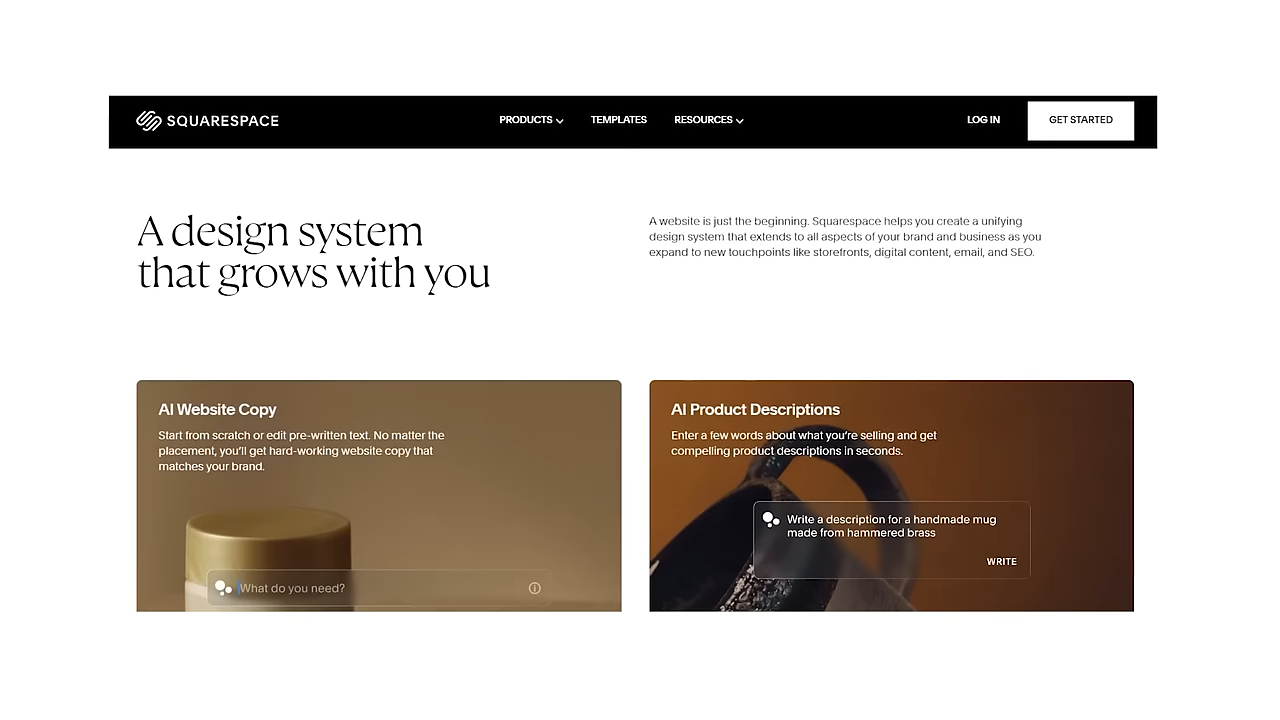 SQUARESPACE
PRODUCTS
TEMPLATES
RESOURCES
LOG IN
GET STARTED
A design system
that grows with you
A website is just the beginning. Squarespace helps you create a unifying
design system that extends to all aspects of your brand and business as you
expand to new touchpoints like storefronts, digital content, email, and SEO.
AI Website Copy
Start from scratch or edit pre-written text. No matter the
placement, you'll get hard-working website copy that
matches your brand.
What do you need?
AI Product Descriptions
Enter a few words about what you're selling and get
compelling product descriptions in seconds.
Write a description for a handmade mug
made from hammered brass
WRITE